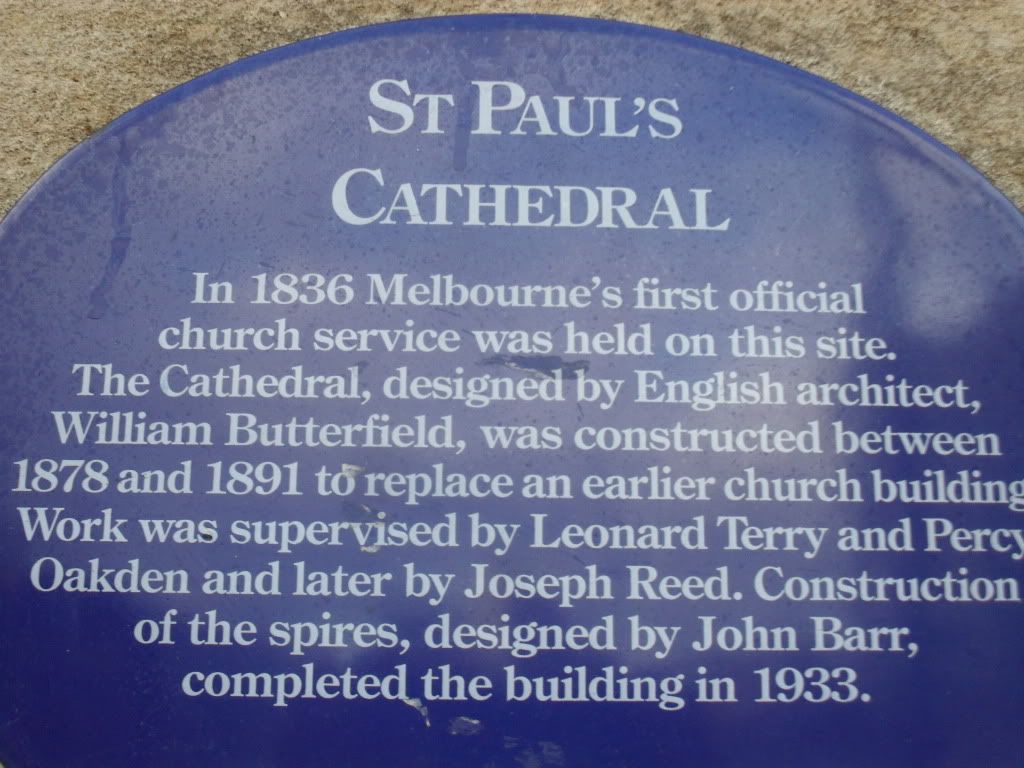 ST PAUL'S
CATHEDRAL
In 1836 Melbourne's first official
church service was held on this site.
The Cathedral, designed by English architect,
William Butterfield, was constructed between
1878 and 1891 to replace an earlier church building
Work was supervised by Leonard Terry and Percy
Oakden and later by Joseph Reed. Construction
of the spires, designed by John Barr,
completed the building in 1933.